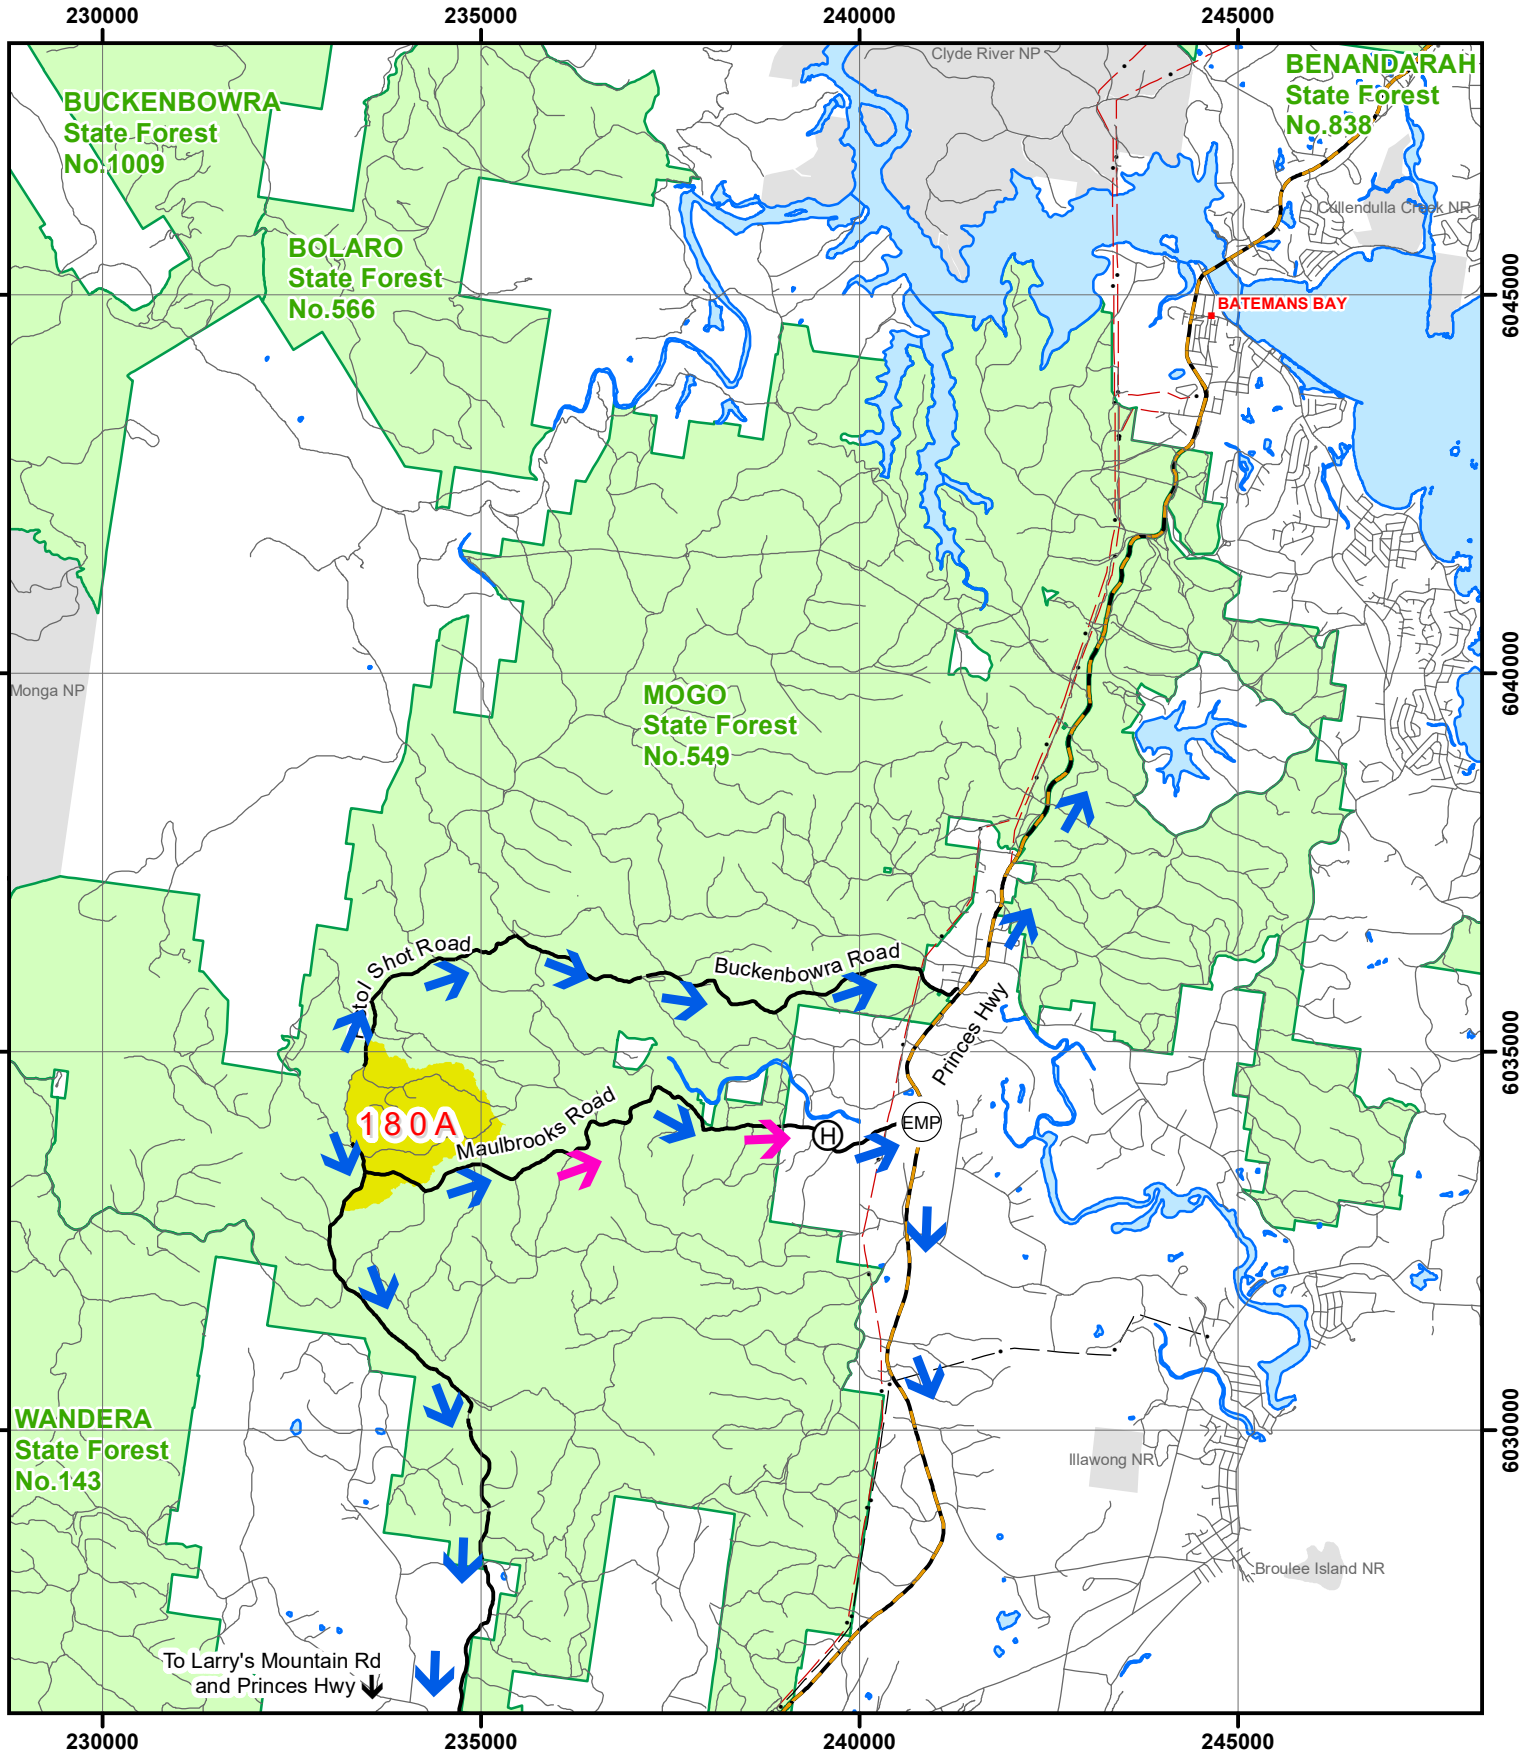 230000
235000
240000
245000
Clyde River NP
BENANDARAH
State Forest
No.838
BUCKENBOWRA
State Forest
No.1009
Cullendulla Creek NR
BOLARO
State Forest
No.566
6045000
BATEMANS BAY
Monga NP
MOGO
State Forest
No.549
6040000
Shot Road
Buckenbowra Road
Princes Hwy
6035000
180A
Maulbrooks Road
H
EMP
WANDERA
State Forest
No.143
6030000
Illawong NR
Broulee Island NR
To Larry's Mountain Rd
and Princes Hwy
230000
235000
240000
245000